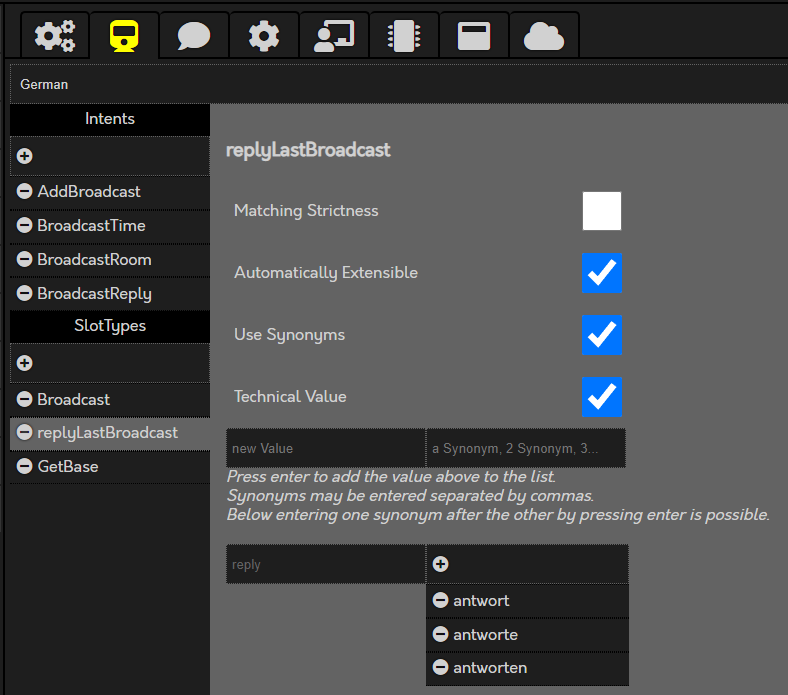 German
Intents
AddBroadcast
BroadcastTime
BroadcastRoom
BroadcastReply
SlotTypes
Broadcast
replyLastBroadcast
GetBase
replyLastBroadcast
Matching Strictness
Automatically Extensible
Use Synonyms
Technical Value
new Value
a Synonym, 2 Synonym, 3...
Press enter to add the value above to the list.
Synonyms may be entered separated by commas.
Below entering one synonym after the other by pressing enter is possible.
reply
antwort
antworte
antworten